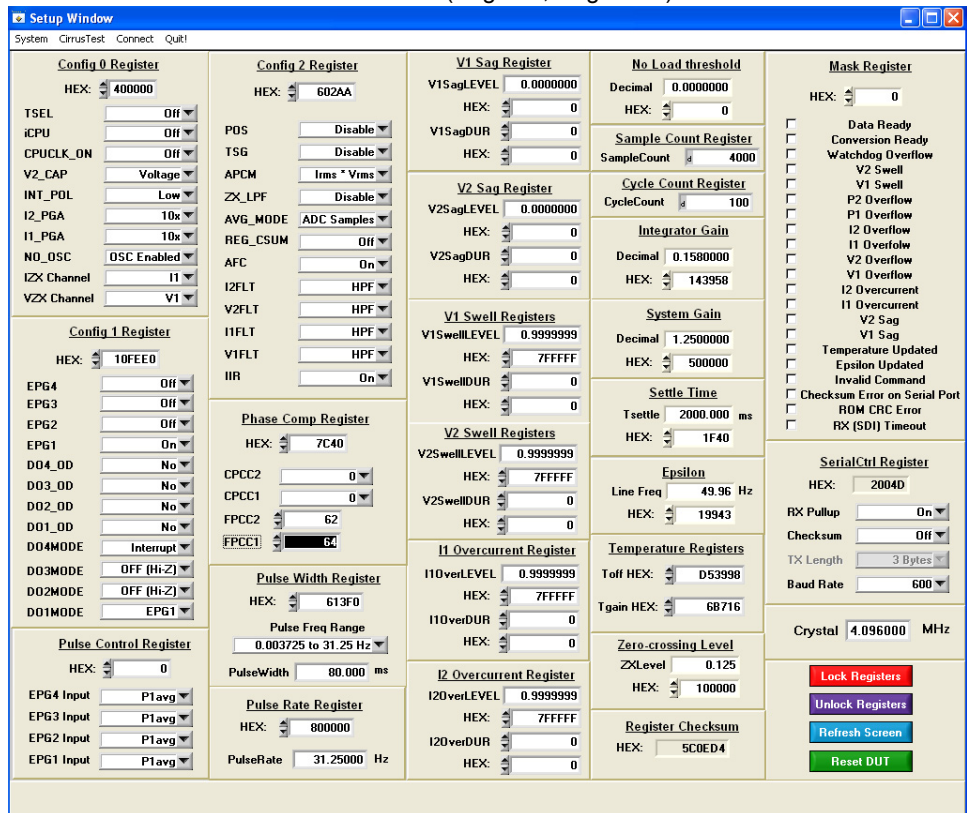 Setup Window
System CirrusTest Connect Quit!
Config 0 Register
HEX: 400000
TSEL Off
iCPU Off
CPUCLK_ON Off
V2_CAP Voltage
INT_POL Low
I2_PGA 10x
I1_PGA 10x
NO_OSC OSC Enabled
IZX Channel I1
VZX Channel V1
Config 1 Register
HEX: 10FEE0
EPG4 Off
EPG3 Off
EPG2 Off
EPG1 On
DO4_OD No
DO3_OD No
DO2_OD No
DO1_OD No
DO4MODE Interrupt
DO3MODE OFF (Hi-Z)
DO2MODE OFF (Hi-Z)
DO1MODE EPG1
Pulse Control Register
HEX: 0
EPG4 Input P1avg
EPG3 Input P1avg
EPG2 Input P1avg
EPG1 Input P1avg
Config 2 Register
HEX: 602AA
POS Disable
TSG Disable
APCM Irms * Vrms
ZX_LPF Disable
AVG_MODE ADC Samples
REG_CSUM Off
AFC On
I2FLT HPF
V2FLT HPF
I1FLT HPF
V1FLT HPF
IIR On
Phase Comp Register
HEX: 7C40
CPCC2 0
CPCC1 0
FPCC2 62
FPCC1 64
Pulse Width Register
HEX: 613F0
Pulse Freq Range
0.003725 to 31.25 Hz
PulseWidth 80.000 ms
Pulse Rate Register
HEX: 800000
PulseRate 31.25000 Hz
V1 Sag Register
V1SagLEVEL 0.0000000
HEX: 0
V1SagDUR 0
HEX: 0
V2 Sag Register
V2SagLEVEL 0.0000000
HEX: 0
V2SagDUR 0
HEX: 0
V1 Swell Registers
V1SwellLEVEL 0.9999999
HEX: 7FFFFF
V1SwellDUR 0
HEX: 0
V2 Swell Registers
V2SwellLEVEL 0.9999999
HEX: 7FFFFF
V2SwellDUR 0
HEX: 0
I1 Overcurrent Register
I1OverLEVEL 0.9999999
HEX: 7FFFFF
I1OverDUR 0
HEX: 0
I2 Overcurrent Register
I2OverLEVEL 0.9999999
HEX: 7FFFFF
I2OverDUR 0
HEX: 0
No Load threshold
Decimal 0.0000000
HEX: 0
Sample Count Register
SampleCount d 4000
Cycle Count Register
CycleCount d 100
Integrator Gain
Decimal 0.1580000
HEX: 143958
System Gain
Decimal 1.2500000
HEX: 500000
Settle Time
Tsettle 2000.000 ms
HEX: 1F40
Epsilon
Line Freq 49.96 Hz
HEX: 19943
Temperature Registers
Toff HEX: D53998
Tgain HEX: 6B716
Zero-crossing Level
ZXLevel 0.125
HEX: 100000
Register Checksum
HEX: 5C0ED4
Mask Register
HEX: 0
Data Ready
Conversion Ready
Watchdog Overflow
V2 Swell
V1 Swell
P2 Overflow
P1 Overflow
I2 Overflow
I1 Overfolw
V2 Overflow
V1 Overflow
I2 Overcurrent
I1 Overcurrent
V2 Sag
V1 Sag
Temperature Updated
Epsilon Updated
Invalid Command
Checksum Error on Serial Port
ROM CRC Error
RX (SDI) Timeout
SerialCtrl Register
HEX: 2004D
RX Pullup On
Checksum Off
TX Length 3 Bytes
Baud Rate 600
Crystal 4.096000 MHz
Lock Registers
Unlock Registers
Refresh Screen
Reset DUT